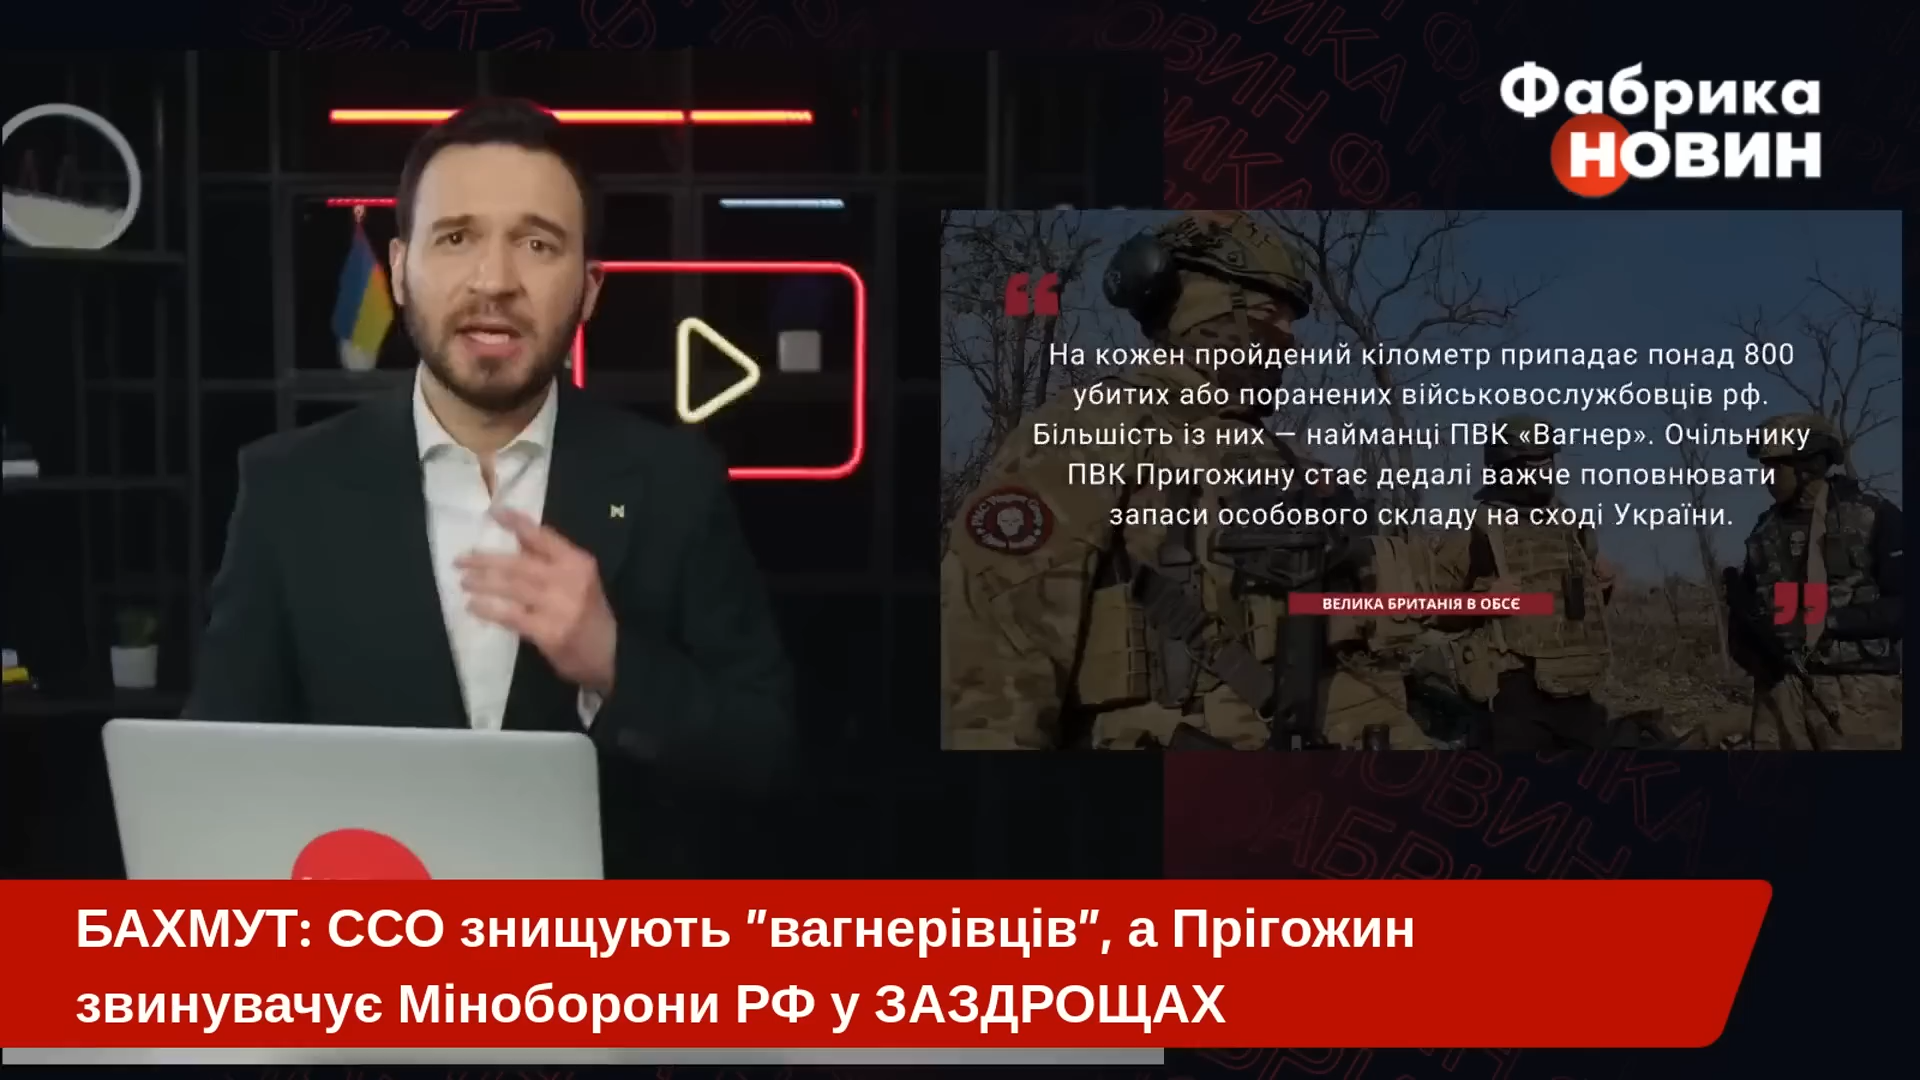 Фабрика
НОВИН
“
На кожен пройдений кілометр припадає понад 800
убитих або поранених військовослужбовців рф.
Більшість із них — найманці ПВК «Вагнер». Очільнику
ПВК Пригожину стає дедалі важче поповнювати
запаси особового складу на сході України.
ВЕЛИКА БРИТАНІЯ В ОБСЄ
”
БАХМУТ: ССО знищують "вагнерівців", а Прігожин
звинувачує Міноборони РФ у ЗАЗДРОЩАХ